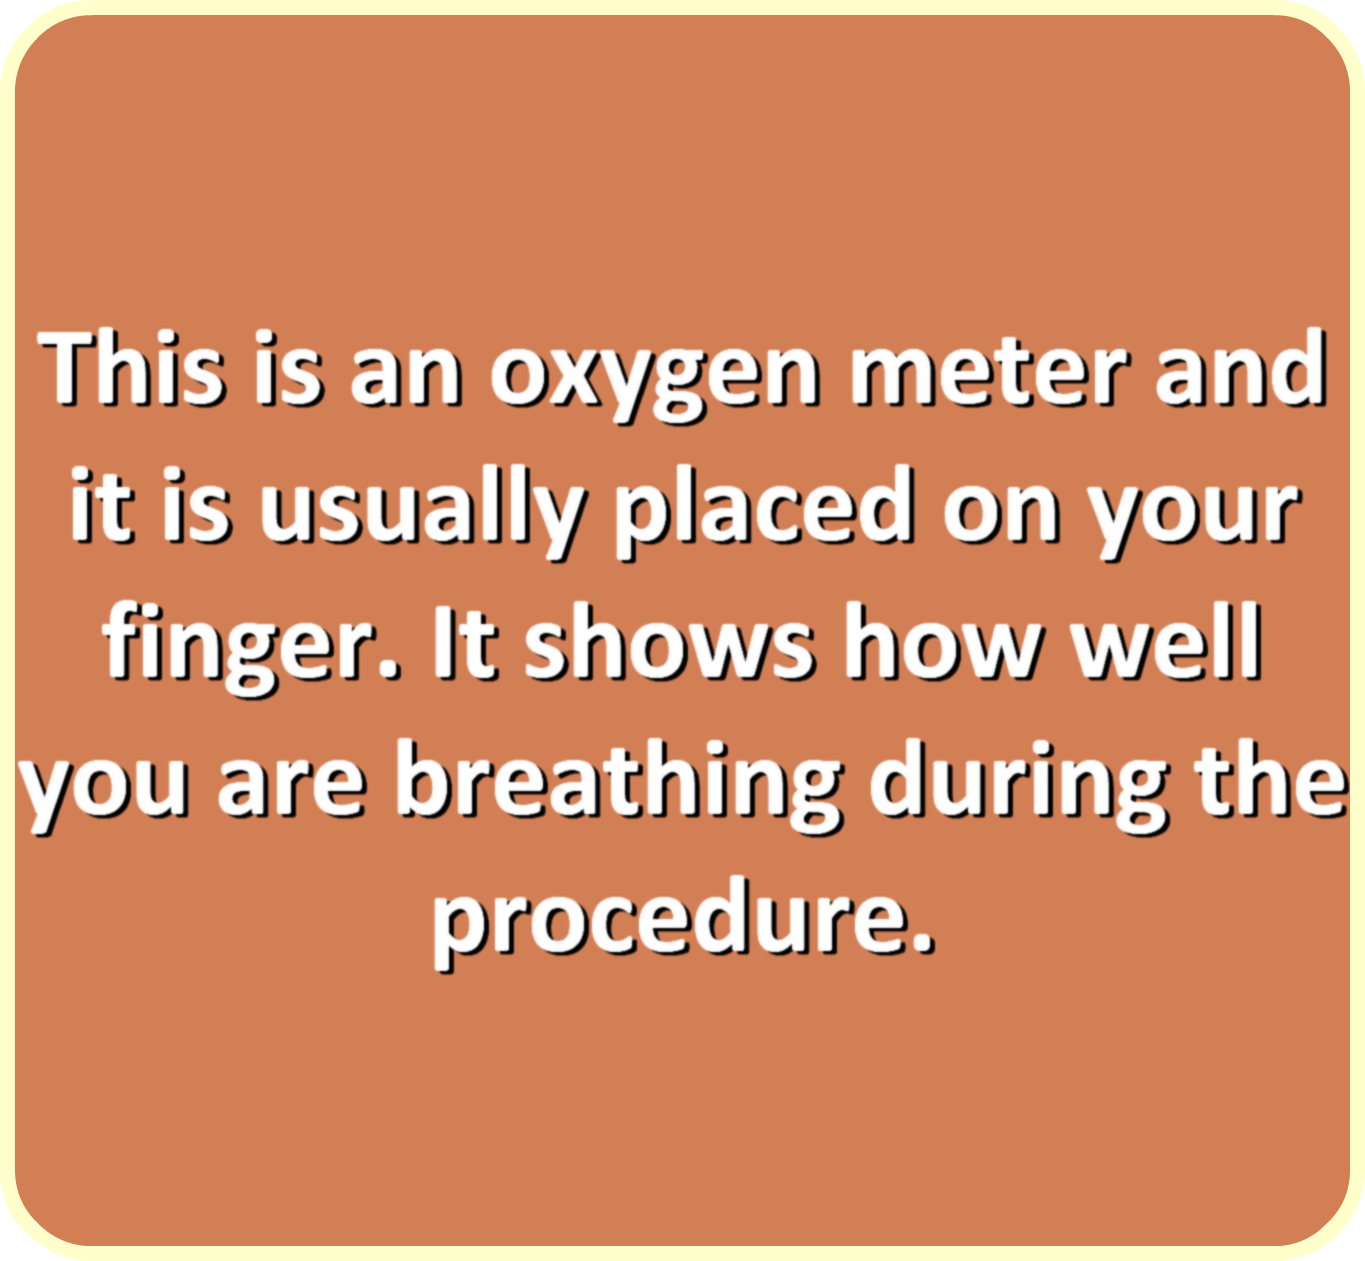 This is an oxygen meter and
it is usually placed on your
finger. It shows how well
you are breathing during the
procedure.